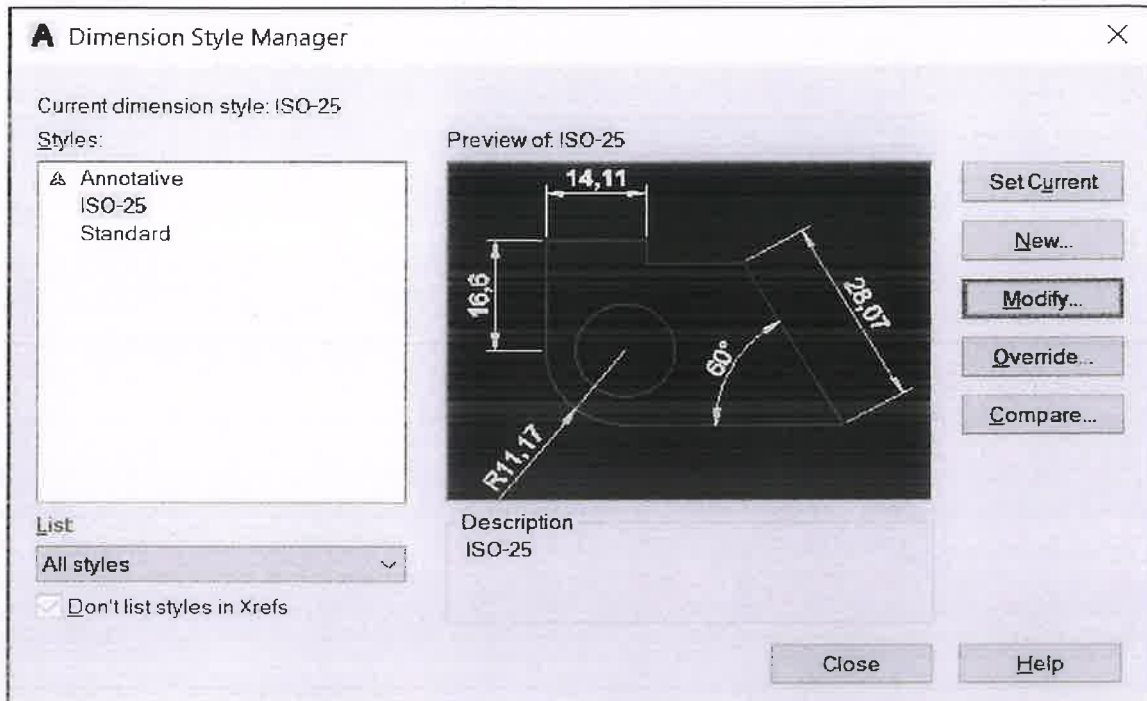 A Dimension Style Manager
Current dimension style: ISO-25
Styles:
Annotative
ISO-25
Standard
List:
All styles
Don't list styles in Xrefs
Preview of: ISO-25
14,11
16,6
28,07
60°
R11,17
Description
ISO-25
Set Current
New...
Modify...
Override...
Compare...
Close
Help